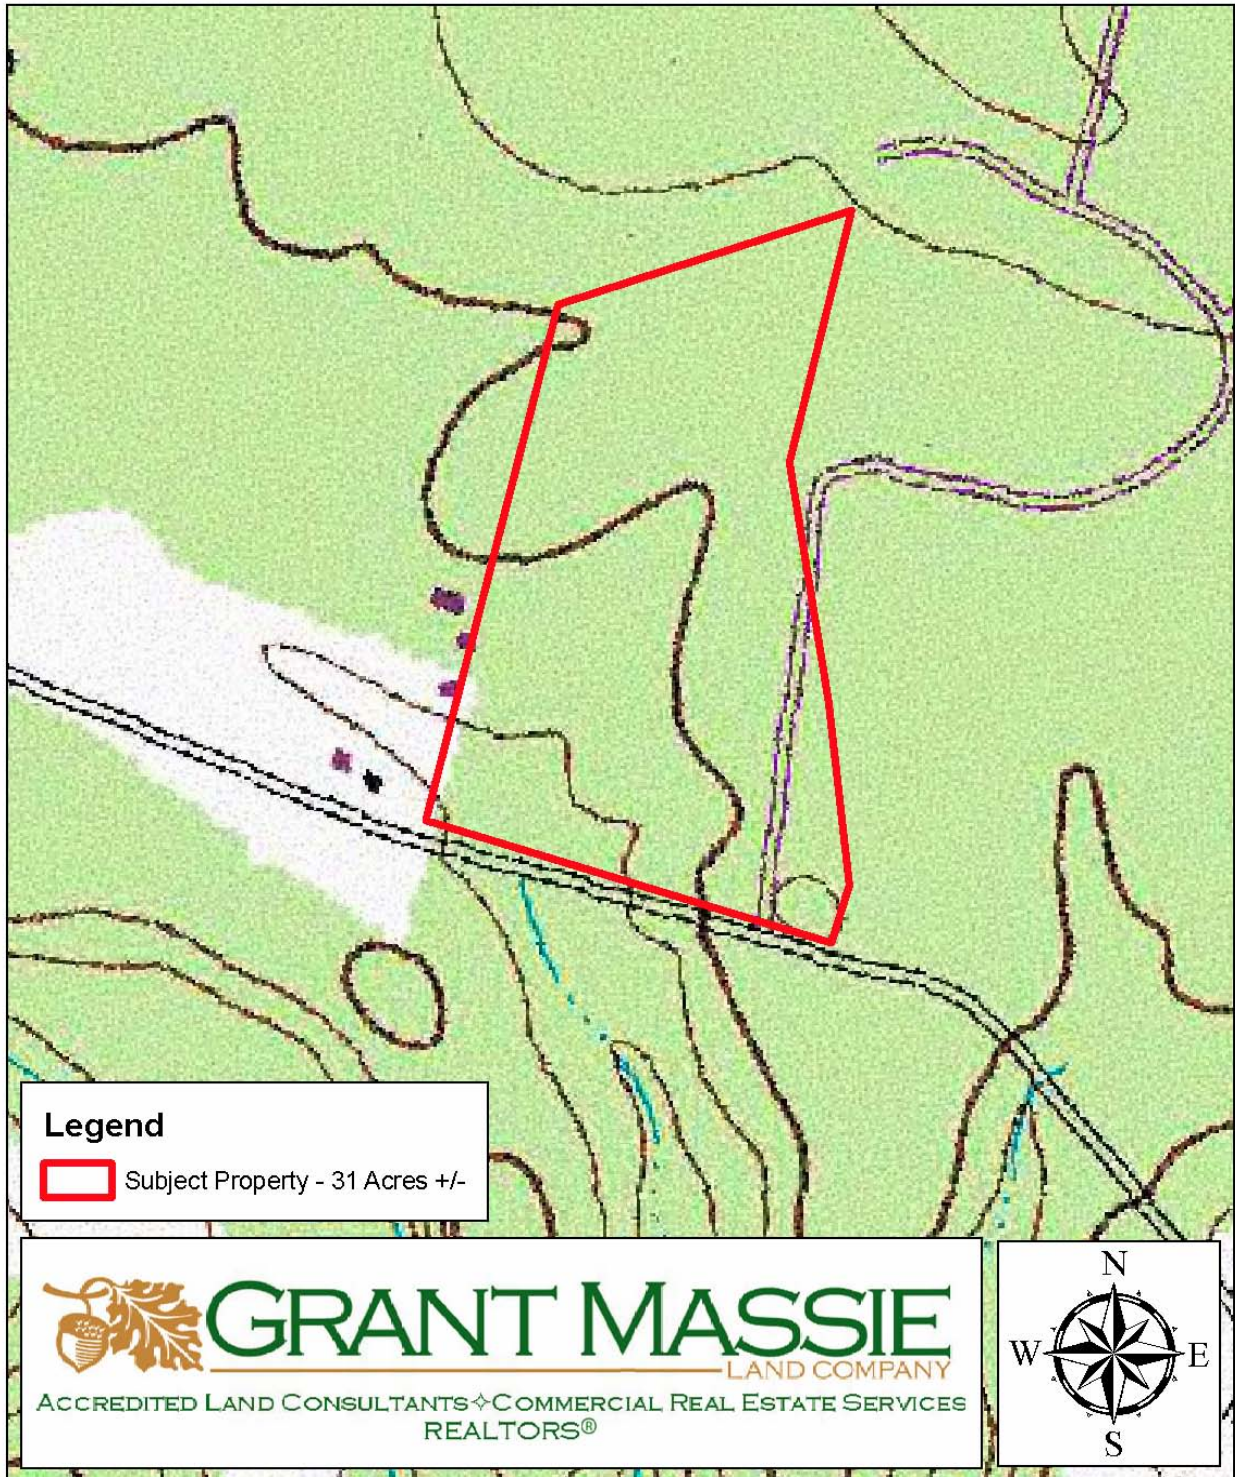 Legend
Subject Property - 31 Acres +/-
GRANT MASSIE
LAND COMPANY
ACCREDITED LAND CONSULTANTS✧COMMERCIAL REAL ESTATE SERVICES
REALTORS®
N
W E
S